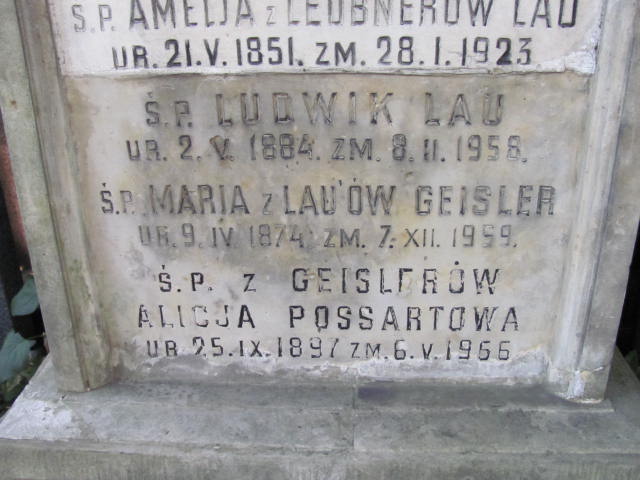 Ś.P. AMELJA z LEUBNERÓW LAU
UR. 21.V. 1851. ZM. 28.I.1923.
Ś.P. LUDWIK LAU
UR. 2.V. 1884. ZM. 8.II.1958.
Ś.P. MARIA z LAU'ÓW GEISLER
UR. 9.IV.1874. ZM. 7.XII.1959.
Ś.P. z GEISLERÓW
ALICJA POSSARTOWA
UR. 25.IX.1897 ZM. 6.V.1966